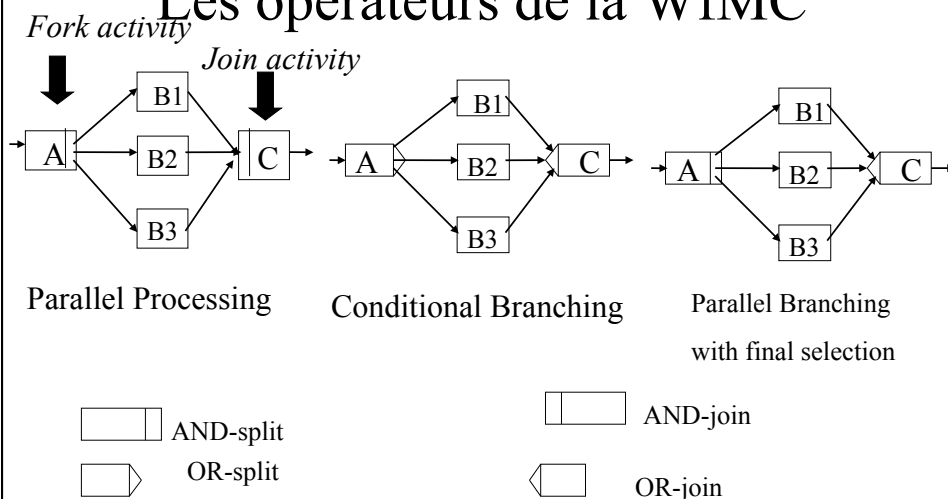 Les opérateurs de la WfMC
Fork activity
Join activity
B1
A
B2
C
B3
B1
A
B2
C
B3
B1
A
B2
C
B3
Parallel Processing
Conditional Branching
Parallel Branching
with final selection
AND-split
OR-split
AND-join
OR-join